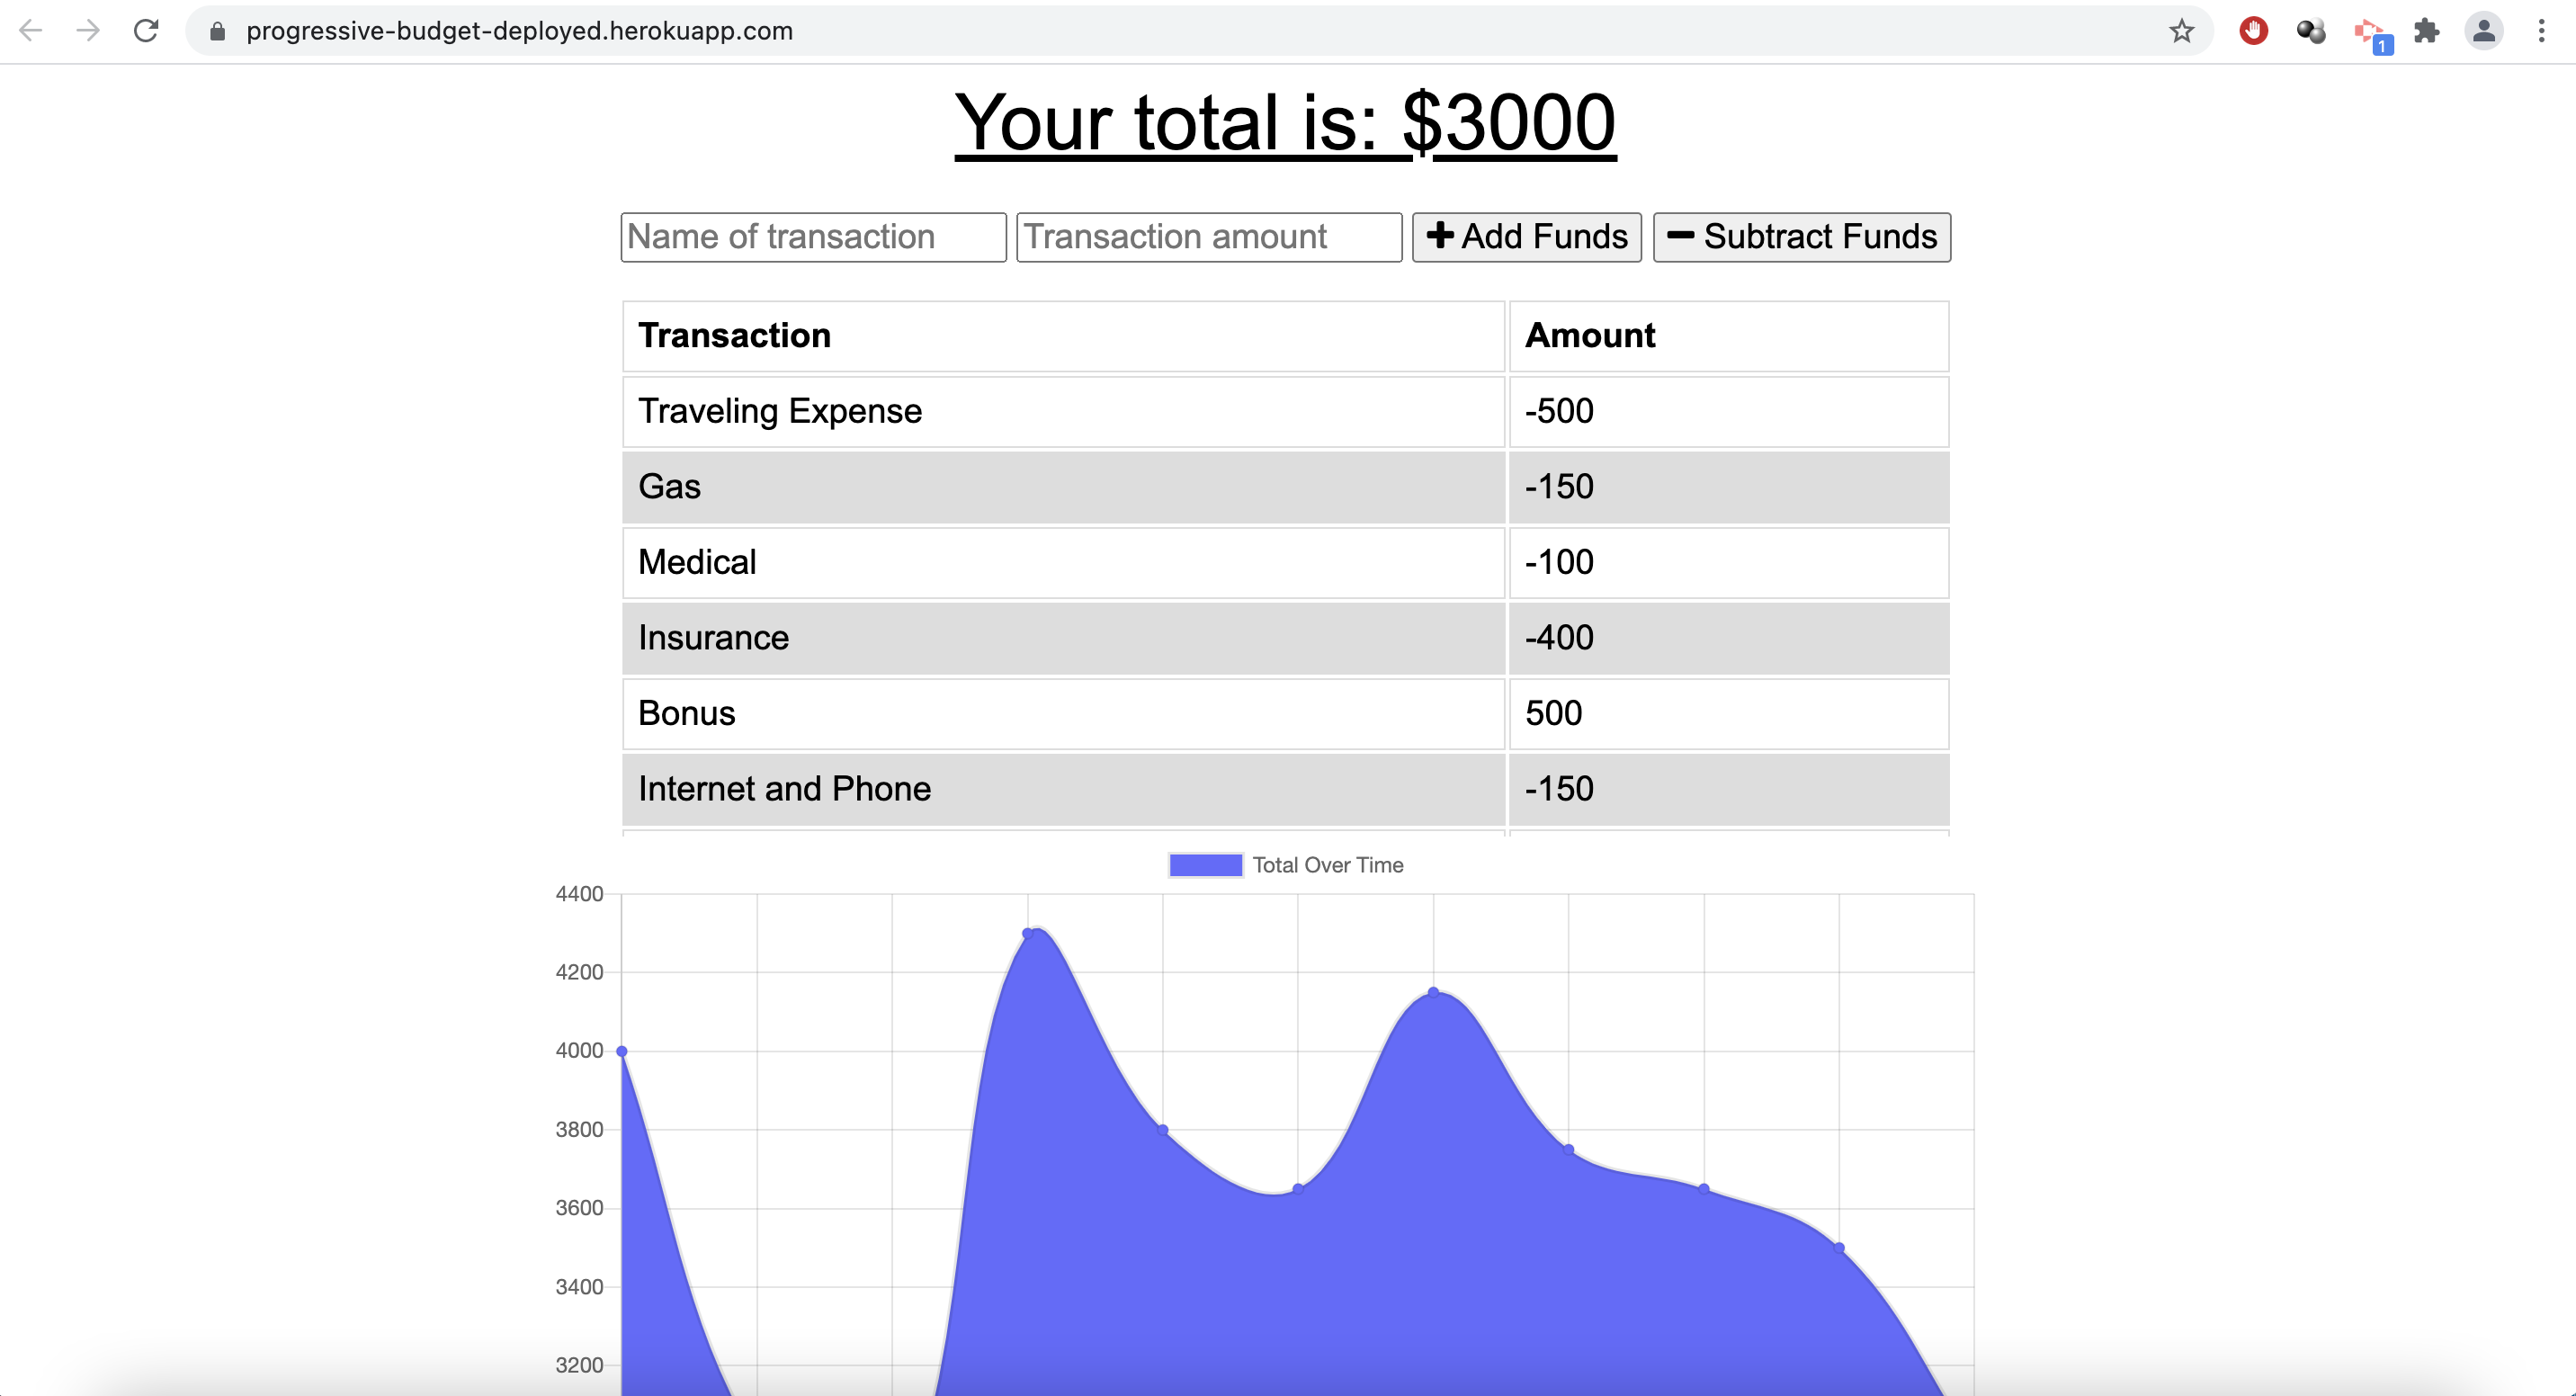 progressive-budget-deployed.herokuapp.com
1
Your total is: $3000
Name of transaction Transaction amount Add Funds Subtract Funds
Transaction Amount
Traveling Expense -500
Gas -150
Medical -100
Insurance -400
Bonus 500
Internet and Phone -150
Total Over Time
4400
4200
4000
3800
3600
3400
3200